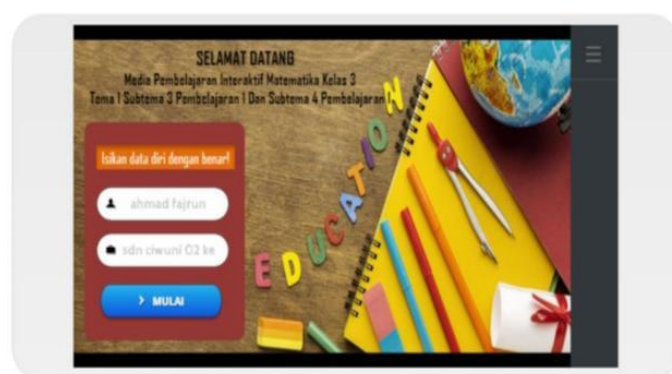 SELAMAT DATANG
Media Pembelajaran Interaktif Matematika Kelas 3
Tema 1 Subtema 3 Pembelajaran 1 Dan Subtema 4 Pembelajaran 1
Isikan data diri dengan benar!
ahmad fajrun
sdn ciwuni 02 ke
> MULAI
EDUCATION